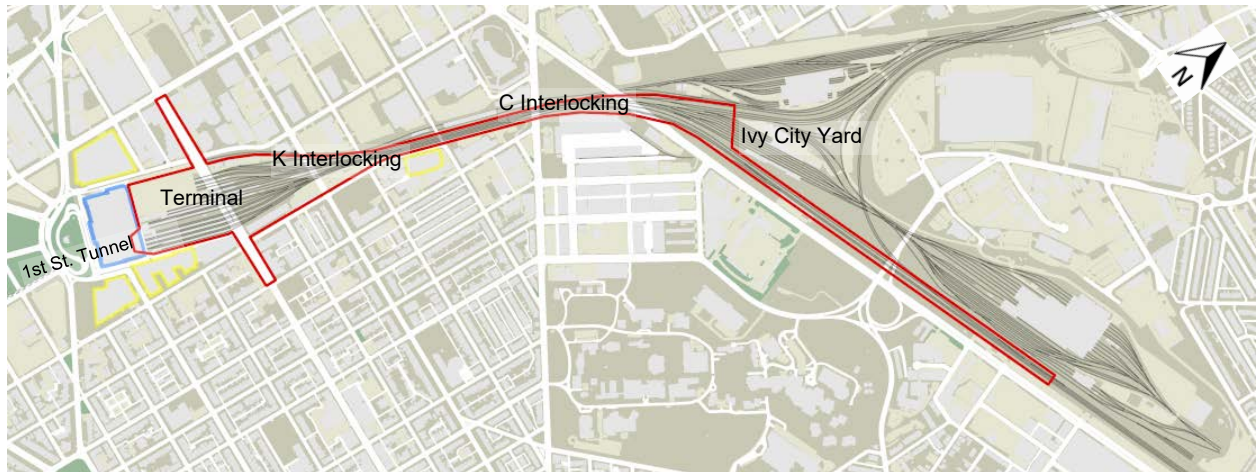 C Interlocking
Ivy City Yard
K Interlocking
Terminal
1st St. Tunnel
N